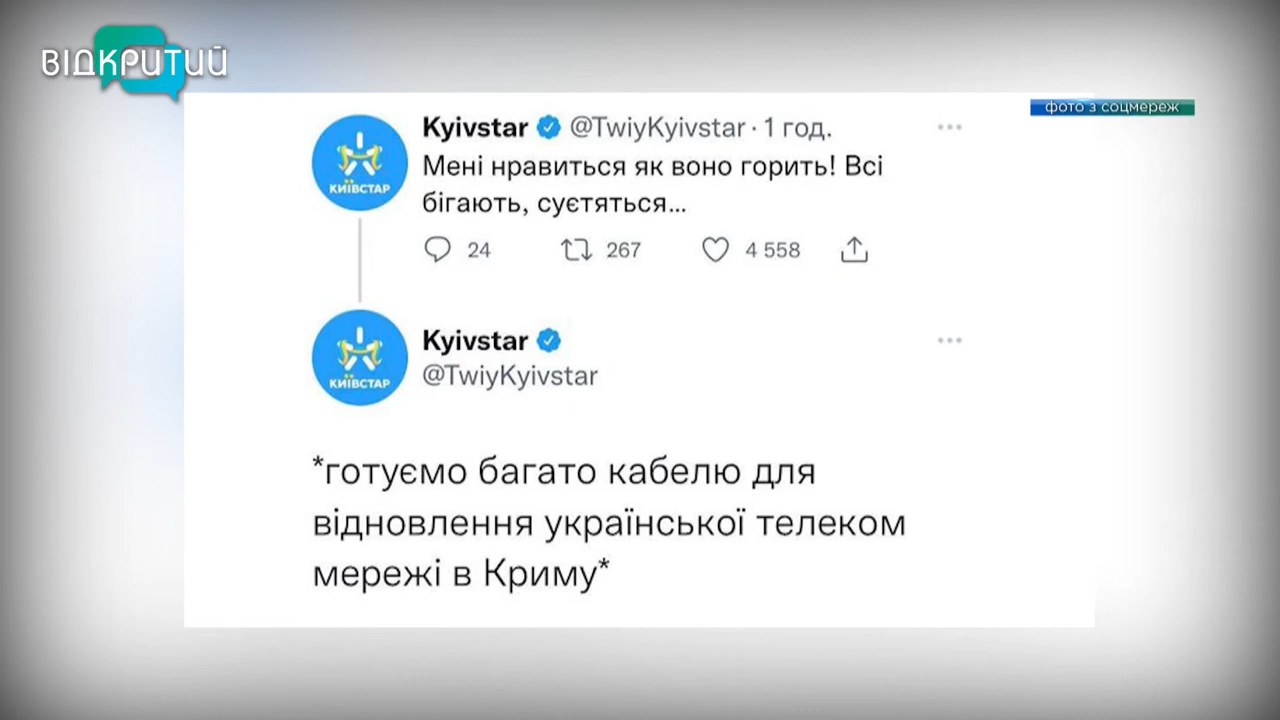 ВІДКРИТИЙ
фото з соцмереж
КИЇВСТАР
Kyivstar @TwiyKyivstar · 1 год.
Мені нравиться як воно горить! Всі
бігають, суєтяться...
24 267 4 558
КИЇВСТАР
Kyivstar
@TwiyKyivstar
*готуємо багато кабелю для
відновлення української телеком
мережі в Криму*